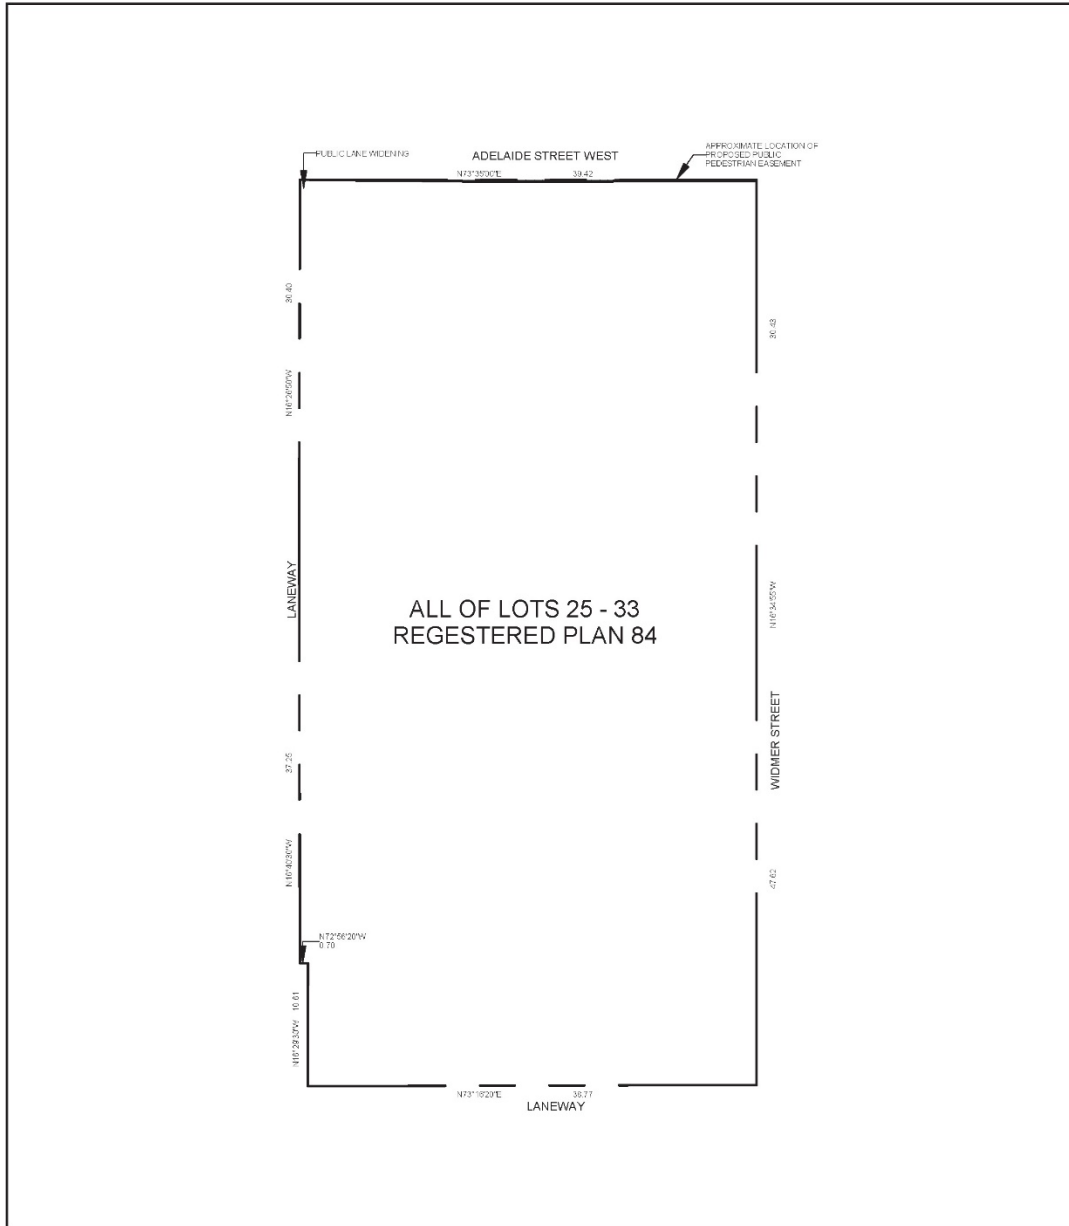 PUBLIC LANE WIDENING
ADELAIDE STREET WEST
APPROXIMATE LOCATION OF
PROPOSED PUBLIC
PEDESTRIAN EASEMENT
N73°35'00"E
39.42
30.40
30.43
N16°26'50"W
LANEWAY
ALL OF LOTS 25 - 33
REGESTERED PLAN 84
N16°34'55"W
WIDMER STREET
37.25
N16°40'30"W
47.62
N72°56'20"W
0.70
10.61
N16°29'30"W
N73°16'20"E
38.77
LANEWAY